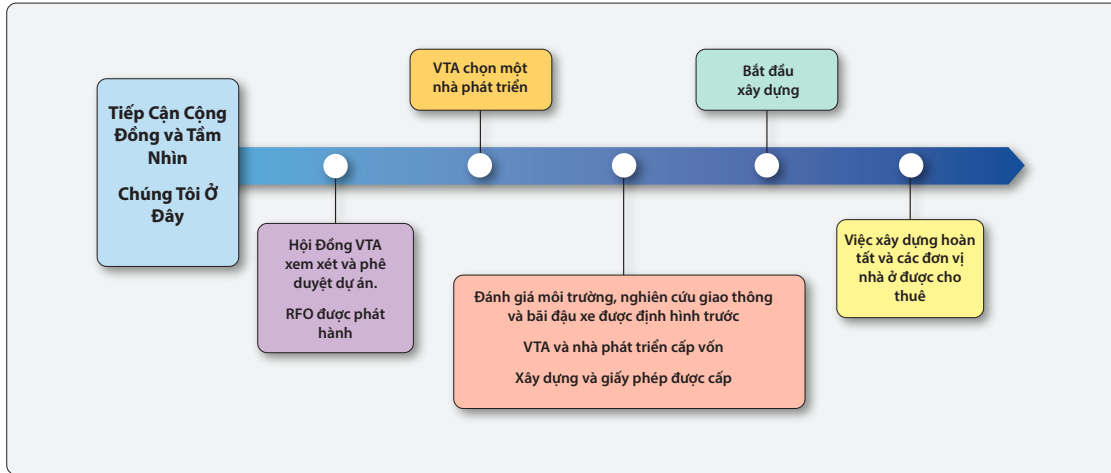 Tiếp Cận Cộng
Đồng và Tầm
Nhìn
Chúng Tôi Ở
Đây
Hội Đồng VTA
xem xét và phê
duyệt dự án.
RFO được phát
hành
VTA chọn một
nhà phát triển
Đánh giá môi trường, nghiên cứu giao thông
và bãi đậu xe được định hình trước
VTA và nhà phát triển cấp vốn
Xây dựng và giấy phép được cấp
Bắt đầu
xây dựng
Việc xây dựng hoàn
tất và các đơn vị
nhà ở được cho
thuê